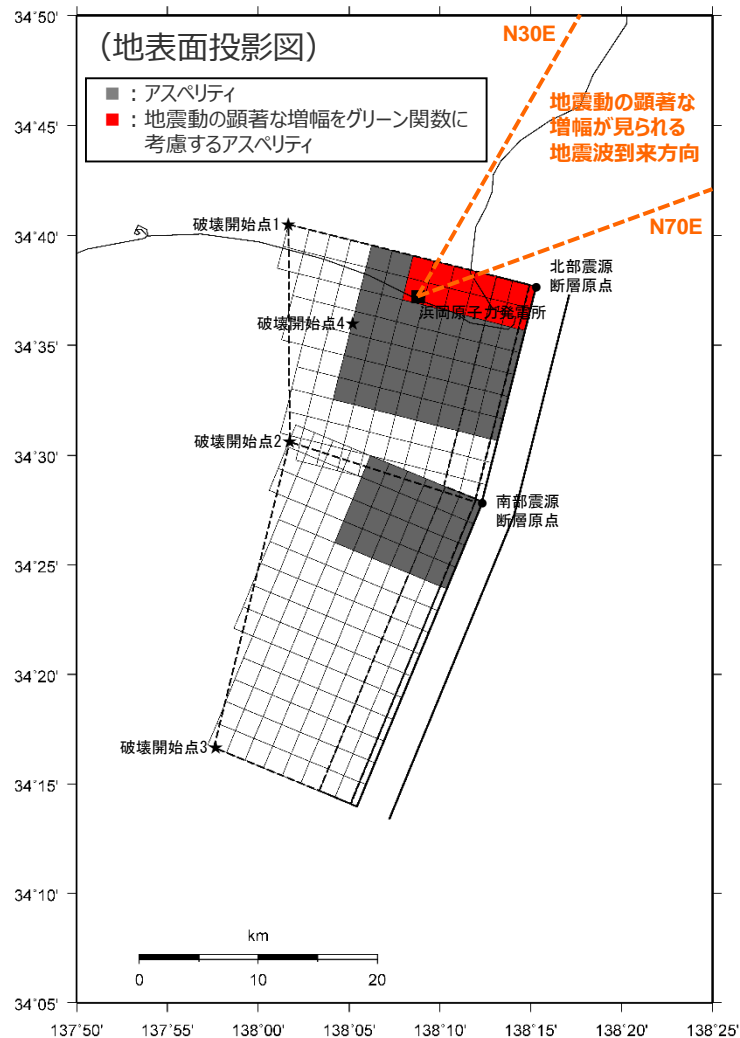 (地表面投影図)
■ : アスペリティ
■ : 地震動の顕著な増幅をグリーン関数に
考慮するアスペリティ
N30E
地震動の顕著な
増幅が見られる
地震波到来方向
N70E
破壊開始点1
北部震源
断層原点
浜岡原子力発電所
破壊開始点4
破壊開始点2
南部震源
断層原点
破壊開始点3
km
0 10 20
34°50'
34°45'
34°40'
34°35'
34°30'
34°25'
34°20'
34°15'
34°10'
34°05'
137°50' 137°55' 138°00' 138°05' 138°10' 138°15' 138°20' 138°25'